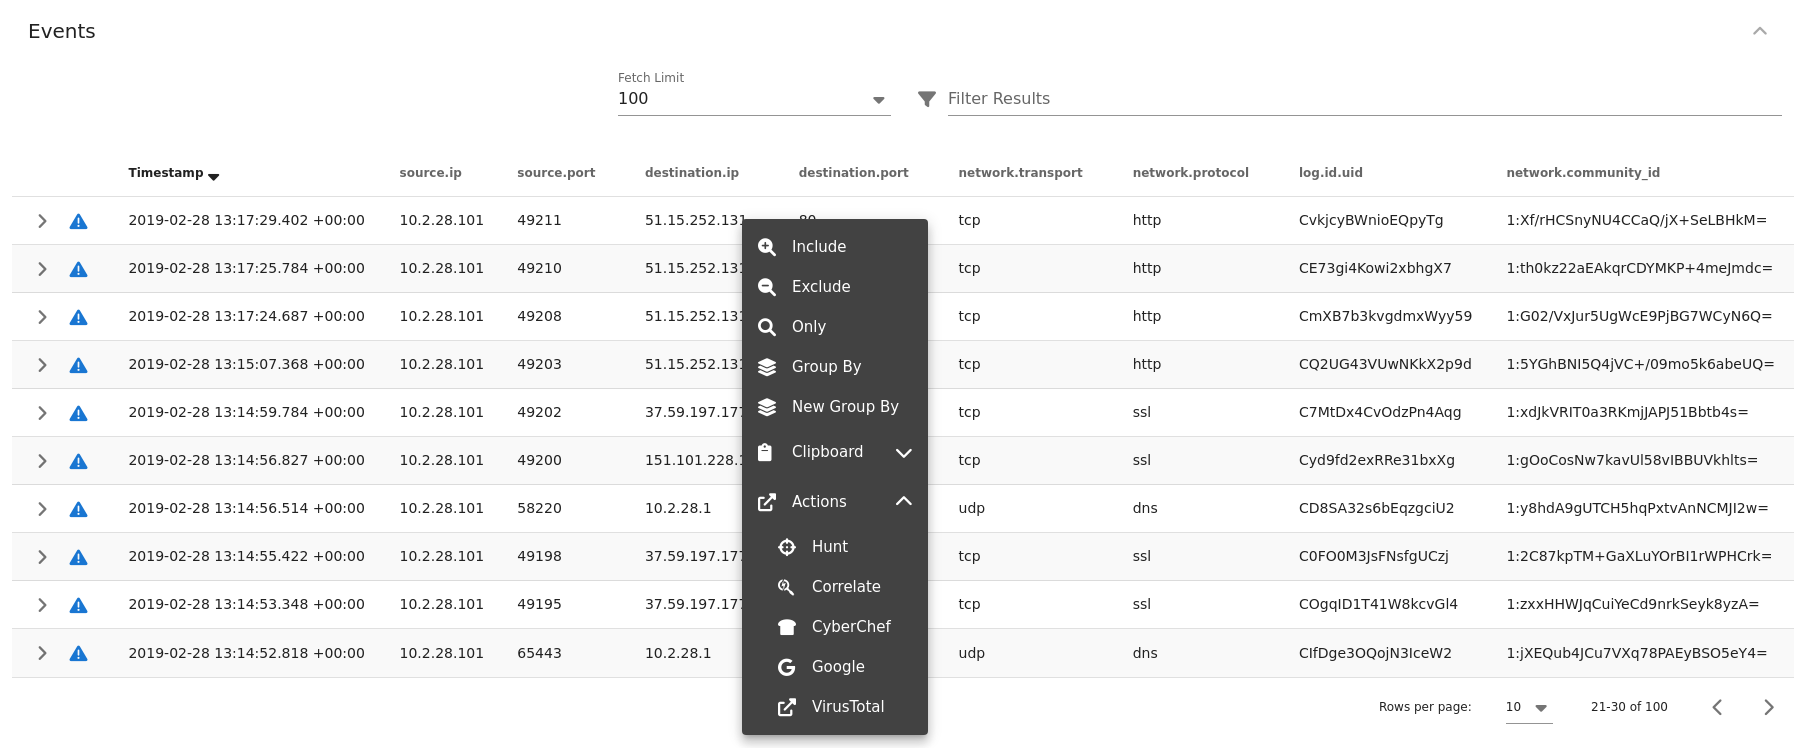 Events
Fetch Limit
100
Filter Results
Timestamp source.ip source.port destination.ip destination.port network.transport network.protocol log.id.uid network.community_id
2019-02-28 13:17:29.402 +00:00 10.2.28.101 49211 51.15.252.131 80 tcp http CvkjcyBWnioEQpyTg 1:Xf/rHCSnyNU4CCaQ/jX+SeLBHkM=
2019-02-28 13:17:25.784 +00:00 10.2.28.101 49210 51.15.252.131 tcp http CE73gi4Kowi2xbhgX7 1:th0kz22aEAkqrCDYMKP+4meJmdc=
2019-02-28 13:17:24.687 +00:00 10.2.28.101 49208 51.15.252.131 tcp http CmXB7b3kvgdmxWyy59 1:G02/VxJur5UgWcE9PjBG7WCyN6Q=
2019-02-28 13:15:07.368 +00:00 10.2.28.101 49203 51.15.252.131 tcp http CQ2UG43VUwNKkX2p9d 1:5YGhBNI5Q4jVC+/09mo5k6abeUQ=
2019-02-28 13:14:59.784 +00:00 10.2.28.101 49202 37.59.197.177 tcp ssl C7MtDx4CvOdzPn4Aqg 1:xdJkVRIT0a3RKmjJAPJ51Bbtb4s=
2019-02-28 13:14:56.827 +00:00 10.2.28.101 49200 151.101.228.1 tcp ssl Cyd9fd2exRRe31bxXg 1:gOoCosNw7kavUl58vIBBUVkhlts=
2019-02-28 13:14:56.514 +00:00 10.2.28.101 58220 10.2.28.1 udp dns CD8SA32s6bEqzgciU2 1:y8hdA9gUTCH5hqPxtvAnNCMJI2w=
2019-02-28 13:14:55.422 +00:00 10.2.28.101 49198 37.59.197.177 tcp ssl C0FO0M3JsFNsfgUCzj 1:2C87kpTM+GaXLuYOrBI1rWPHCrk=
2019-02-28 13:14:53.348 +00:00 10.2.28.101 49195 37.59.197.177 tcp ssl COgqID1T41W8kcvGl4 1:zxxHHWJqCuiYeCd9nrkSeyk8yzA=
2019-02-28 13:14:52.818 +00:00 10.2.28.101 65443 10.2.28.1 udp dns CIfDge3OQojN3IceW2 1:jXEQub4JCu7VXq78PAEyBSO5eY4=
Include
Exclude
Only
Group By
New Group By
Clipboard
Actions
Hunt
Correlate
CyberChef
Google
VirusTotal
Rows per page: 10 21-30 of 100